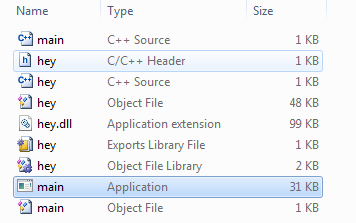 Name Type Size
main C++ Source 1 KB
hey C/C++ Header 1 KB
hey C++ Source 1 KB
hey Object File 48 KB
hey.dll Application extension 99 KB
hey Exports Library File 1 KB
hey Object File Library 2 KB
main Application 31 KB
main Object File 1 KB